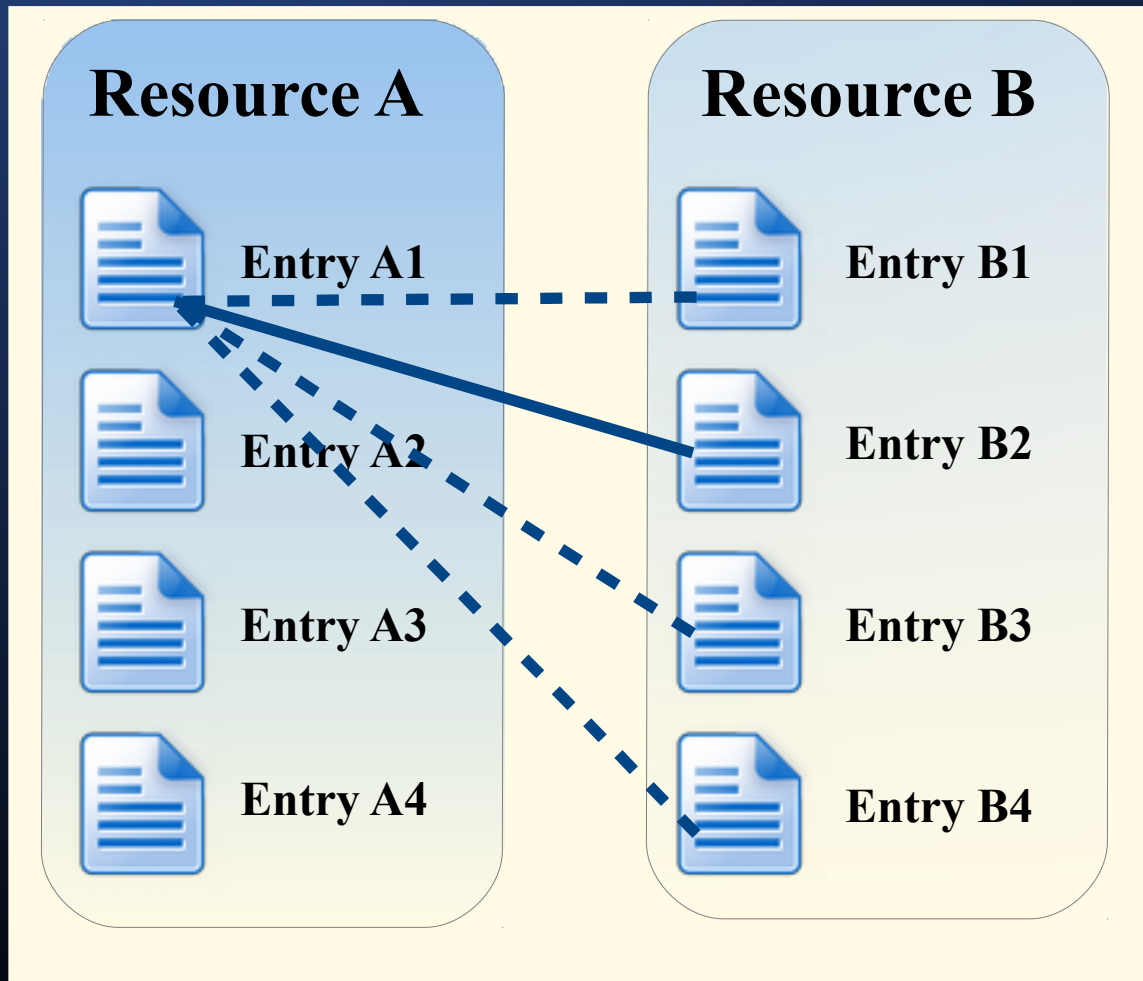 Resource A
Resource B
Entry A1
Entry B1
Entry A2
Entry B2
Entry A3
Entry B3
Entry A4
Entry B4